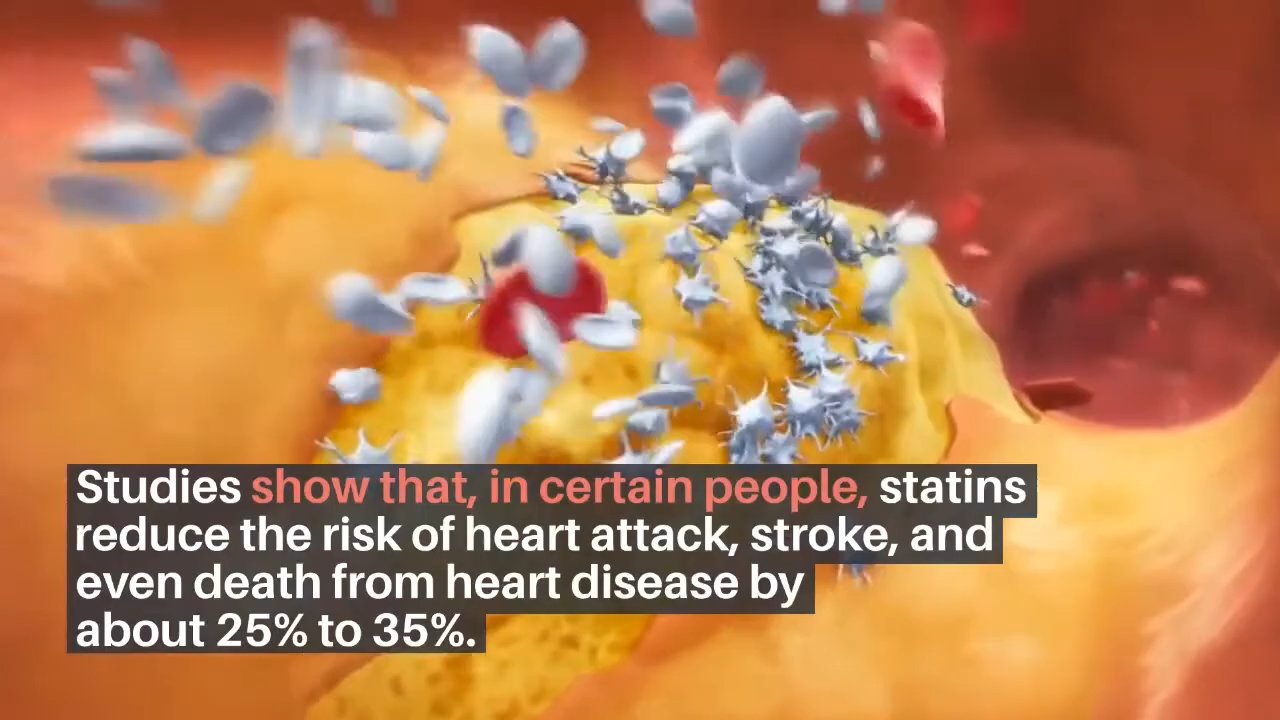 Studies show that, in certain people, statins
reduce the risk of heart attack, stroke, and
even death from heart disease by
about 25% to 35%.